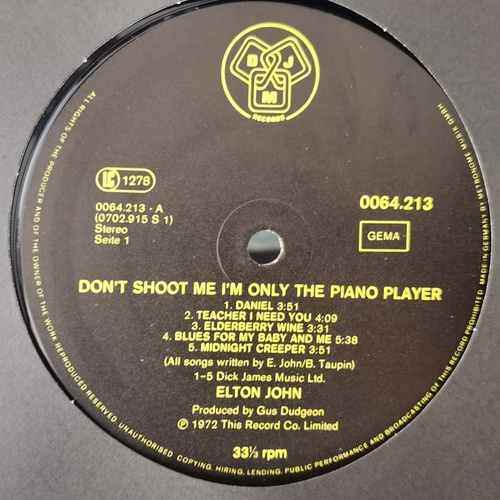 D J M
RECORDS
LC 1278
0064.213 - A
(0702.915 S 1)
Stereo
Seite 1
0064.213
GEMA
DON'T SHOOT ME I'M ONLY THE PIANO PLAYER
1. DANIEL 3:51
2. TEACHER I NEED YOU 4:09
3. ELDERBERRY WINE 3:31
4. BLUES FOR MY BABY AND ME 5:38
5. MIDNIGHT CREEPER 3:51
(All songs written by E. John/B. Taupin)
1-5 Dick James Music Ltd.
ELTON JOHN
Produced by Gus Dudgeon
℗ 1972 This Record Co. Limited
33⅓ rpm
ALL RIGHTS OF THE PRODUCER AND OF THE OWNER OF THE WORK REPRODUCED RESERVED. UNAUTHORISED COPYING, HIRING, LENDING, PUBLIC PERFORMANCE AND BROADCASTING OF THIS RECORD PROHIBITED. MADE IN GERMANY BY METRONOME MUSIK GMBH